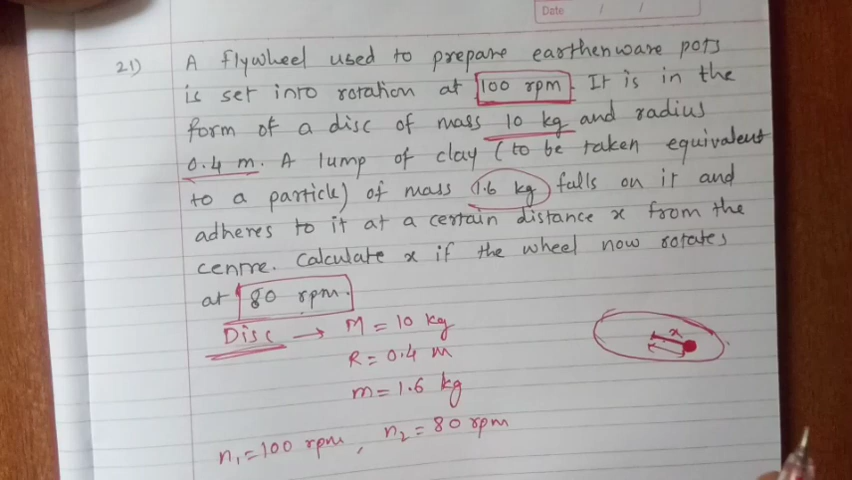 Date / /
21) A flywheel used to prepare earthenware pots
is set into rotation at 100 rpm. It is in the
form of a disc of mass 10 kg and radius
0.4 m. A lump of clay (to be taken equivalent
to a particle) of mass 1.6 kg falls on it and
adheres to it at a certain distance x from the
centre. Calculate x if the wheel now rotates
at 80 rpm.
Disc → M = 10 kg
x
R = 0.4 m
m = 1.6 kg
n₁ = 100 rpm, n₂ = 80 rpm